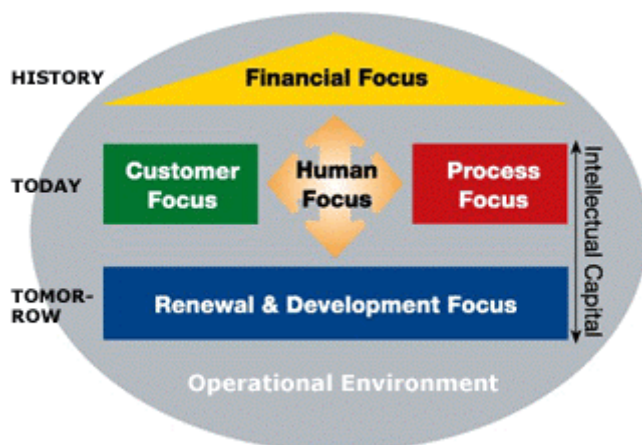 HISTORY
Financial Focus
TODAY
Customer
Focus
Human
Focus
Process
Focus
Intellectual Capital
TOMOR-
ROW
Renewal & Development Focus
Operational Environment